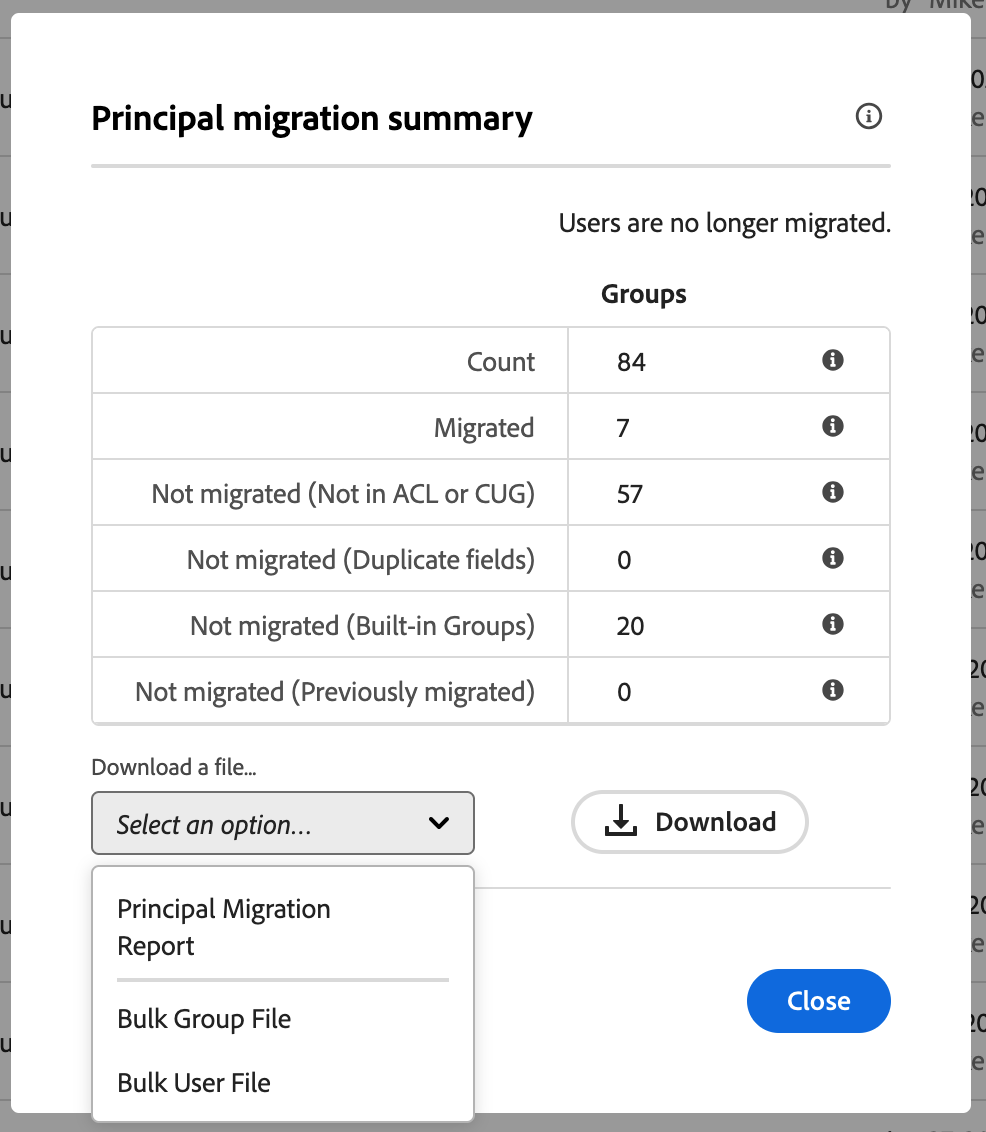 Principal migration summary
Users are no longer migrated.
Groups
Count 84
Migrated 7
Not migrated (Not in ACL or CUG) 57
Not migrated (Duplicate fields) 0
Not migrated (Built-in Groups) 20
Not migrated (Previously migrated) 0
Download a file...
Select an option...
Download
Principal Migration
Report
Bulk Group File
Bulk User File
Close